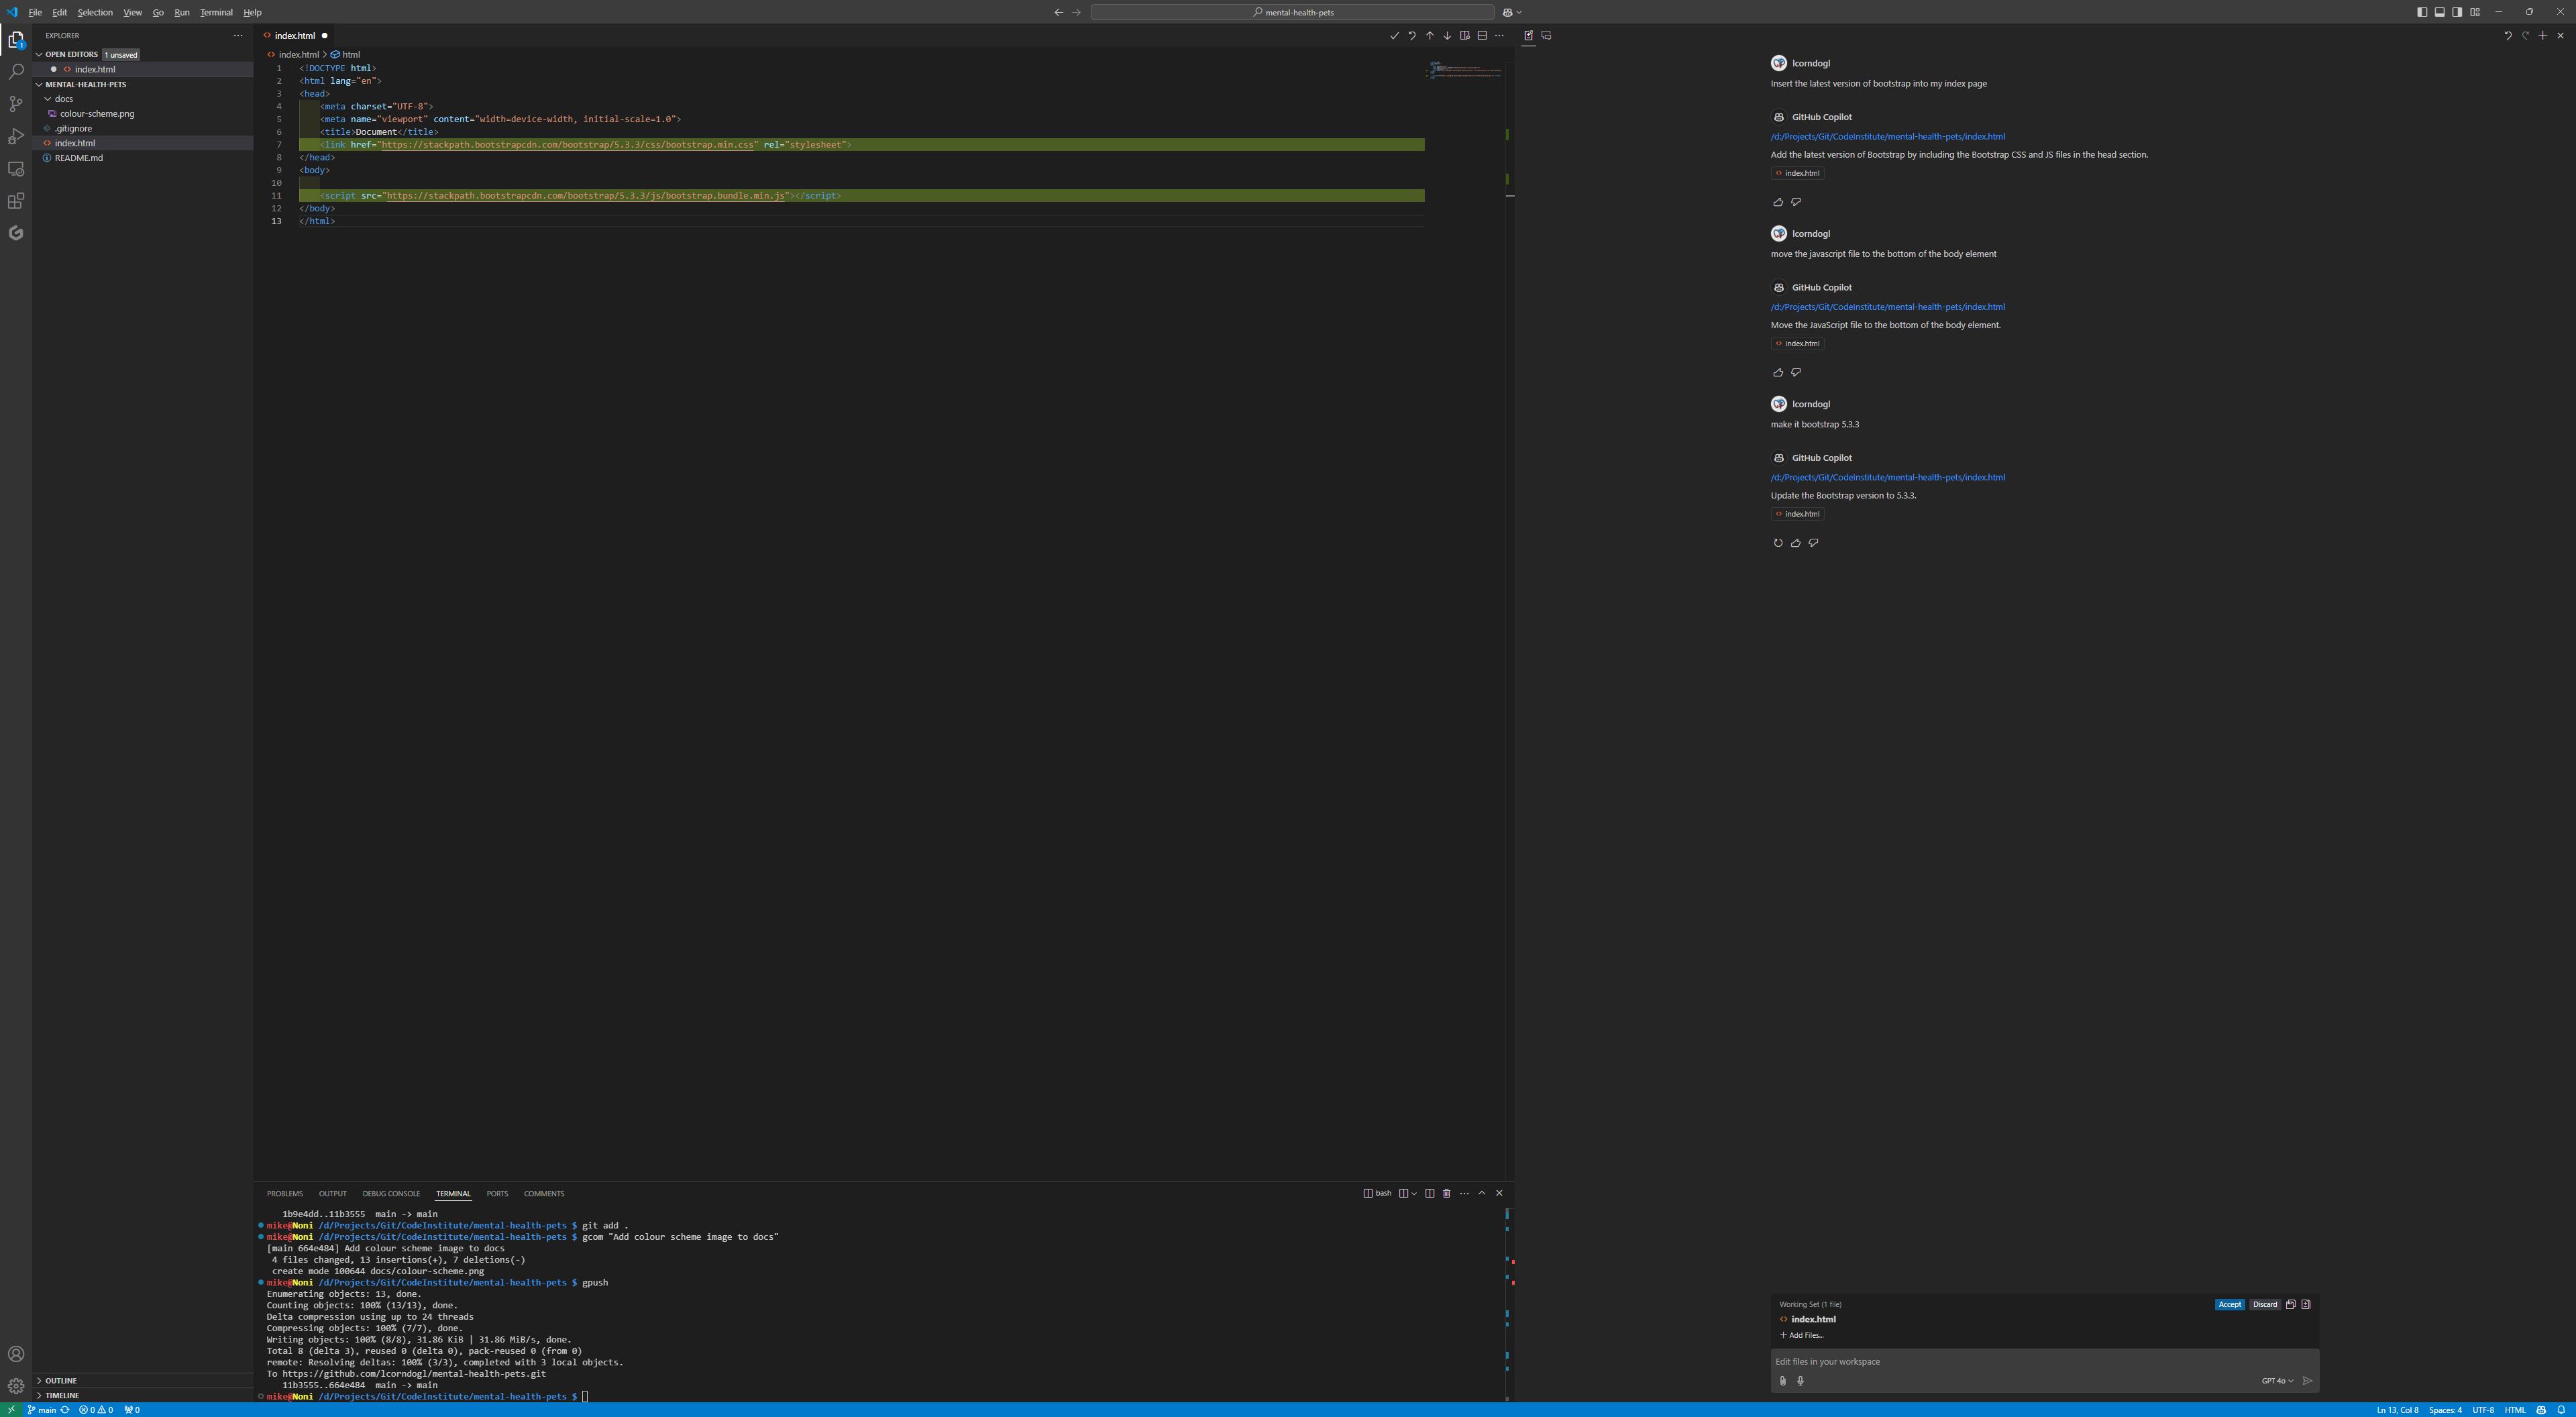 File Edit Selection View Go Run Terminal Help
mental-health-pets
EXPLORER
OPEN EDITORS 1 unsaved
index.html
MENTAL-HEALTH-PETS
docs
colour-scheme.png
.gitignore
index.html
README.md
OUTLINE
TIMELINE
index.html
index.html > html
1 <!DOCTYPE html>
2 <html lang="en">
3 <head>
4 <meta charset="UTF-8">
5 <meta name="viewport" content="width=device-width, initial-scale=1.0">
6 <title>Document</title>
7 <link href="https://stackpath.bootstrapcdn.com/bootstrap/5.3.3/css/bootstrap.min.css" rel="stylesheet">
8 </head>
9 <body>
10
11 <script src="https://stackpath.bootstrapcdn.com/bootstrap/5.3.3/js/bootstrap.bundle.min.js"></script>
12 </body>
13 </html>
PROBLEMS OUTPUT DEBUG CONSOLE TERMINAL PORTS COMMENTS
bash
1b9e4dd..11b3555 main -> main
mike@Noni /d/Projects/Git/CodeInstitute/mental-health-pets $ git add .
mike@Noni /d/Projects/Git/CodeInstitute/mental-health-pets $ gcom "Add colour scheme image to docs"
[main 664e484] Add colour scheme image to docs
4 files changed, 13 insertions(+), 7 deletions(-)
create mode 100644 docs/colour-scheme.png
mike@Noni /d/Projects/Git/CodeInstitute/mental-health-pets $ gpush
Enumerating objects: 13, done.
Counting objects: 100% (13/13), done.
Delta compression using up to 24 threads
Compressing objects: 100% (7/7), done.
Writing objects: 100% (8/8), 31.86 KiB | 31.86 MiB/s, done.
Total 8 (delta 3), reused 0 (delta 0), pack-reused 0 (from 0)
remote: Resolving deltas: 100% (3/3), completed with 3 local objects.
To https://github.com/lcorndogl/mental-health-pets.git
11b3555..664e484 main -> main
mike@Noni /d/Projects/Git/CodeInstitute/mental-health-pets $
lcorndogl
Insert the latest version of bootstrap into my index page
GitHub Copilot
/d:/Projects/Git/CodeInstitute/mental-health-pets/index.html
Add the latest version of Bootstrap by including the Bootstrap CSS and JS files in the head section.
index.html
lcorndogl
move the javascript file to the bottom of the body element
GitHub Copilot
/d:/Projects/Git/CodeInstitute/mental-health-pets/index.html
Move the JavaScript file to the bottom of the body element.
index.html
lcorndogl
make it bootstrap 5.3.3
GitHub Copilot
/d:/Projects/Git/CodeInstitute/mental-health-pets/index.html
Update the Bootstrap version to 5.3.3.
index.html
Working Set (1 file) Accept Discard
index.html
+ Add Files...
Edit files in your workspace
GPT 4o
main 0 0 0 Ln 13, Col 8 Spaces: 4 UTF-8 HTML